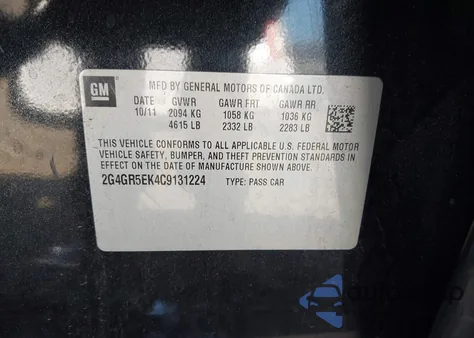 GM
MFD BY GENERAL MOTORS OF CANADA LTD.
DATE GVWR GAWR FRT GAWR RR
10/11 2094 KG 1058 KG 1036 KG
4615 LB 2332 LB 2283 LB
THIS VEHICLE CONFORMS TO ALL APPLICABLE U.S. FEDERAL MOTOR
VEHICLE SAFETY, BUMPER, AND THEFT PREVENTION STANDARDS IN
EFFECT ON THE DATE OF MANUFACTURE SHOWN ABOVE.
2G4GR5EK4C9131224 TYPE: PASS CAR